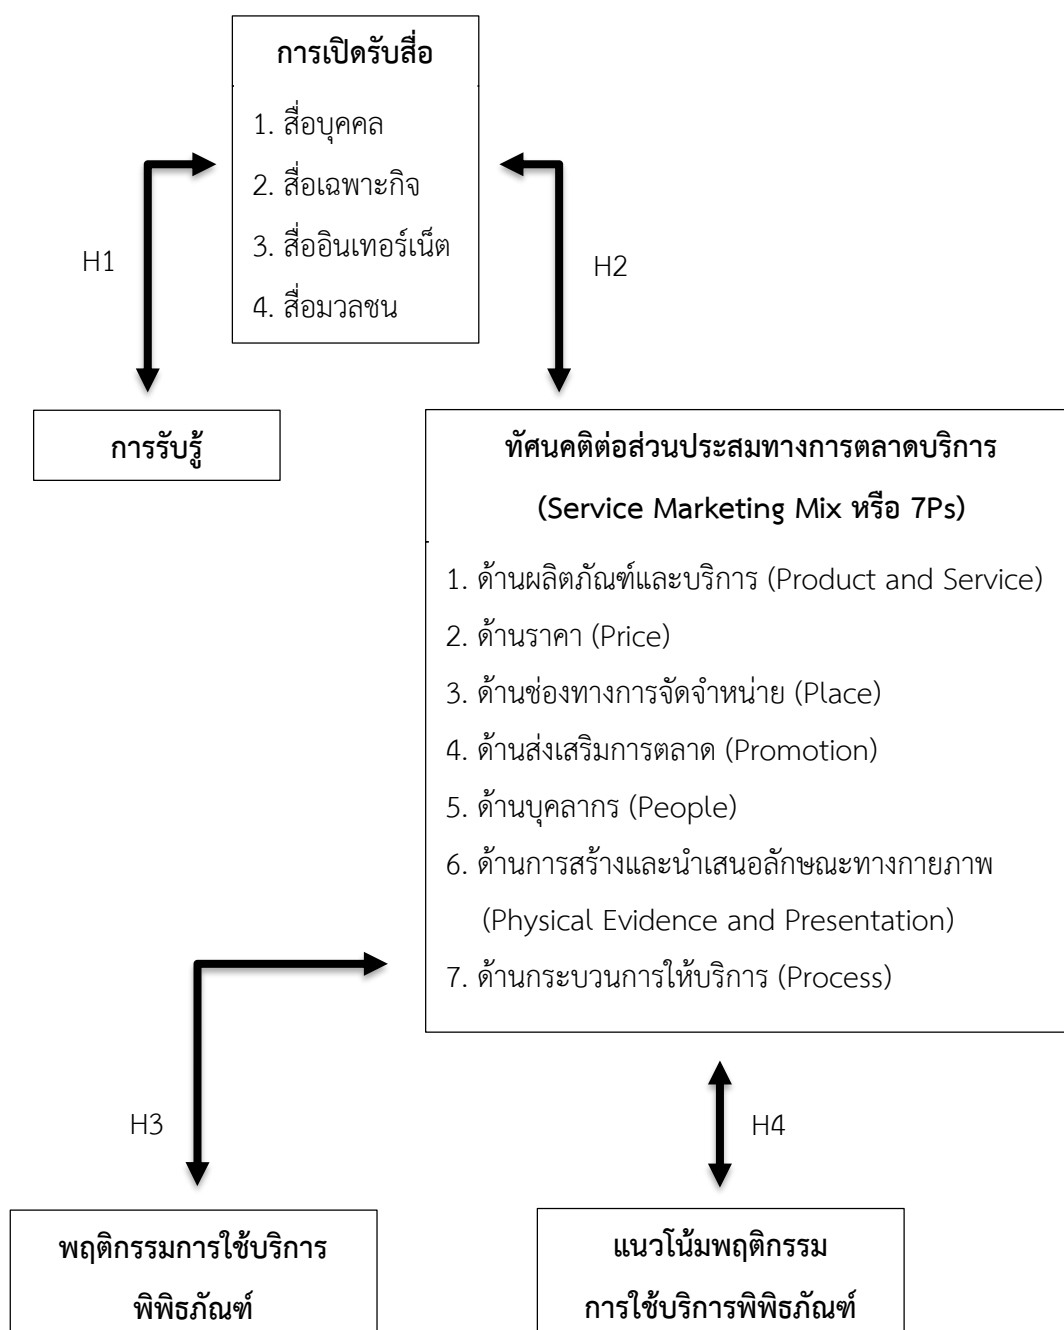 การเปิดรับสื่อ
1. สื่อบุคคล
2. สื่อเฉพาะกิจ
3. สื่ออินเทอร์เน็ต
4. สื่อมวลชน
H1
H2
การรับรู้
ทัศนคติต่อส่วนประสมทางการตลาดบริการ
(Service Marketing Mix หรือ 7Ps)
1. ด้านผลิตภัณฑ์และบริการ (Product and Service)
2. ด้านราคา (Price)
3. ด้านช่องทางการจัดจำหน่าย (Place)
4. ด้านส่งเสริมการตลาด (Promotion)
5. ด้านบุคลากร (People)
6. ด้านการสร้างและนำเสนอลักษณะทางกายภาพ
(Physical Evidence and Presentation)
7. ด้านกระบวนการให้บริการ (Process)
H3
H4
พฤติกรรมการใช้บริการ
พิพิธภัณฑ์
แนวโน้มพฤติกรรม
การใช้บริการพิพิธภัณฑ์